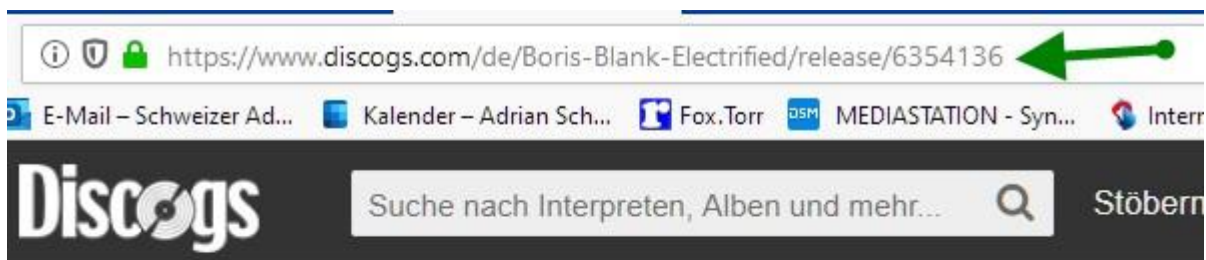 https://www.discogs.com/de/Boris-Blank-Electrified/release/6354136
E-Mail – Schweizer Ad... Kalender – Adrian Sch... Fox.Torr DSM MEDIASTATION - Syn... Intern
Discogs Suche nach Interpreten, Alben und mehr... Stöbern